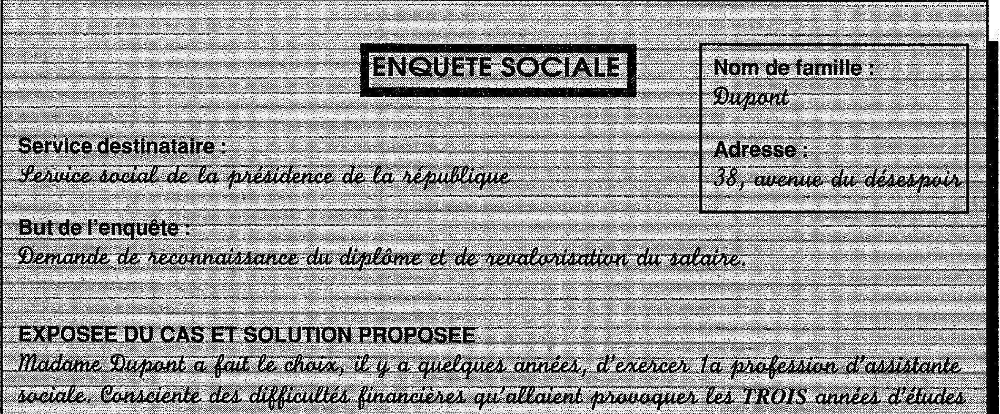 ENQUETE SOCIALE
Nom de famille :
Dupont
Adresse :
38, avenue du désespoir
Service destinataire :
Service social de la présidence de la république
But de l'enquête :
Demande de reconnaissance du diplôme et de revalorisation du salaire.
EXPOSEE DU CAS ET SOLUTION PROPOSEE
Madame Dupont a fait le choix, il y a quelques années, d'exercer 1a profession d'assistante
sociale. Consciente des difficultés financières qu'allaient provoquer les TROIS années d'études